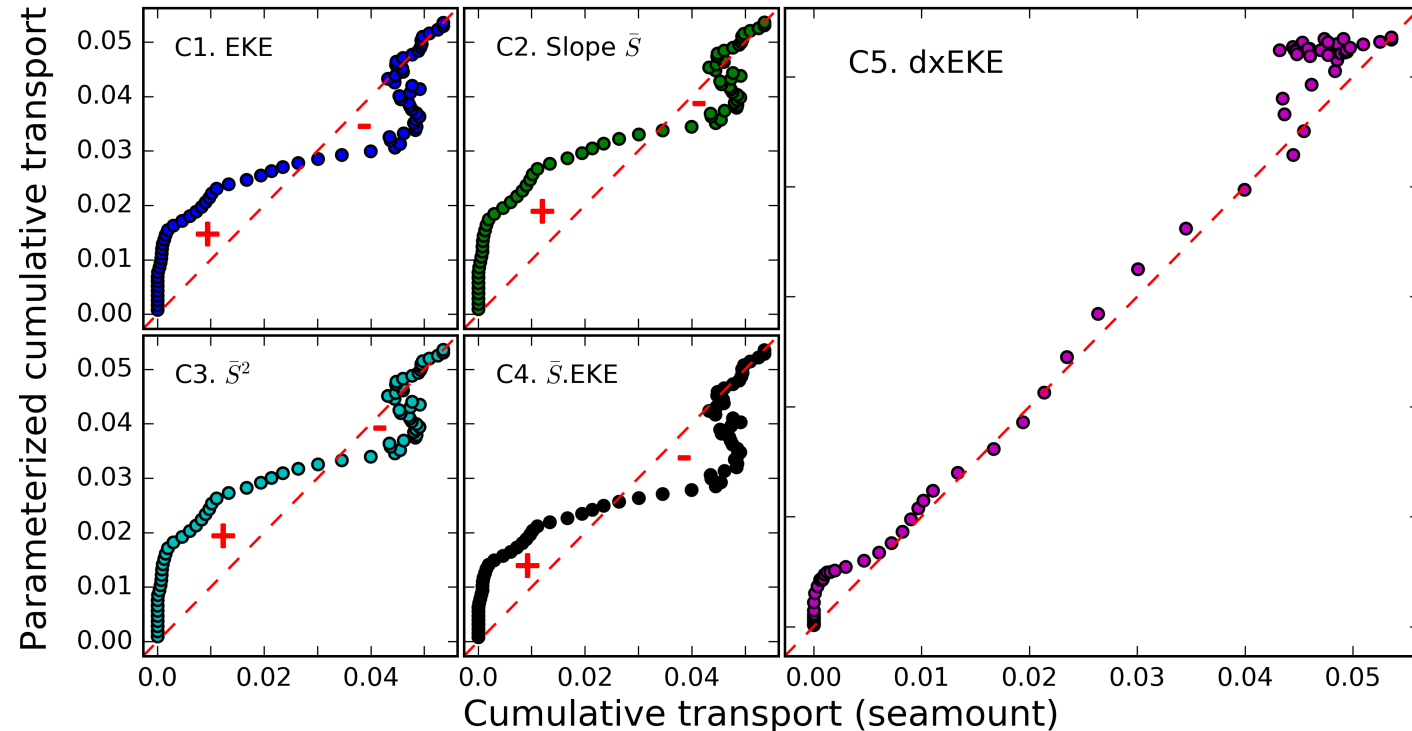 Parameterized cumulative transport
C1. EKE
0.05
0.04
0.03
0.02
0.01
0.00
C2. Slope S̄
C3. S̄²
0.05
0.04
0.03
0.02
0.01
0.00
C4. S̄.EKE
C5. dxEKE
+
-
+
-
+
-
+
-
0.0 0.02 0.04 0.0 0.02 0.04 0.00 0.01 0.02 0.03 0.04 0.05
Cumulative transport (seamount)